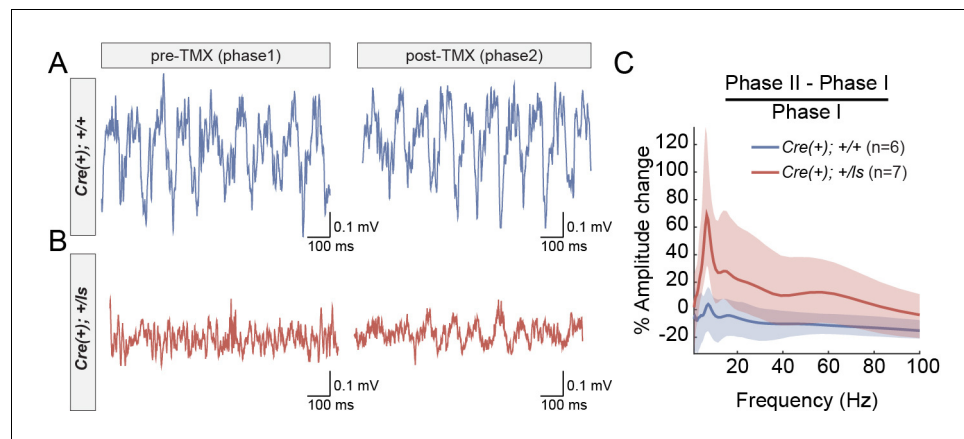 A
pre-TMX (phase1)
post-TMX (phase2)
Cre(+); +/+
0.1 mV
100 ms
0.1 mV
100 ms
B
Cre(+); +/ls
0.1 mV
100 ms
0.1 mV
100 ms
C
Phase II - Phase I
Phase I
Cre(+); +/+ (n=6)
Cre(+); +/ls (n=7)
% Amplitude change
120
100
80
60
40
20
0
-20
20 40 60 80 100
Frequency (Hz)